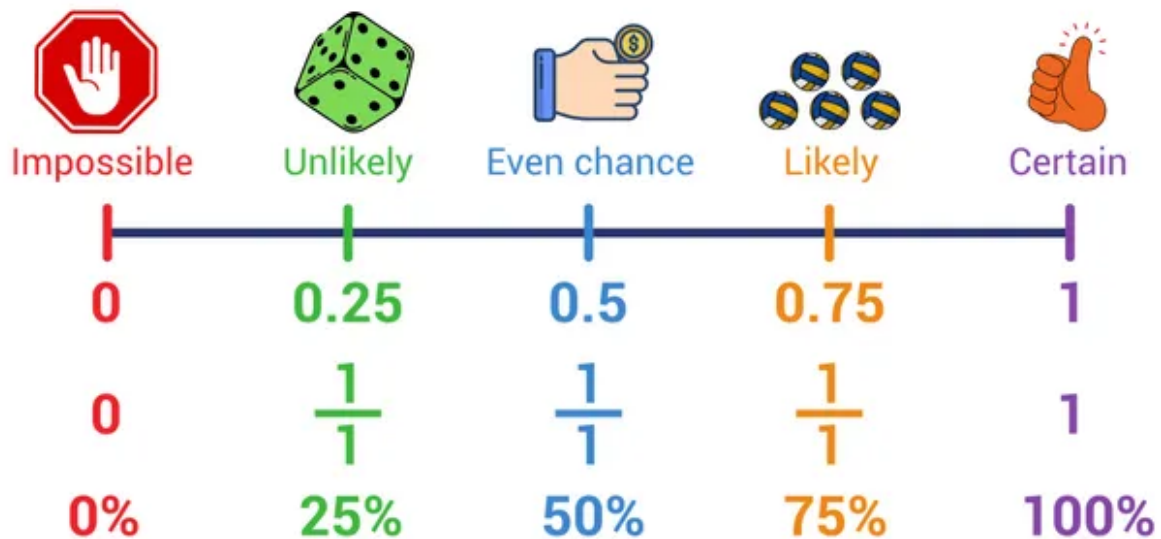 $
Impossible Unlikely Even chance Likely Certain
0 0.25 0.5 0.75 1
0 1/1 1/1 1/1 1
0% 25% 50% 75% 100%